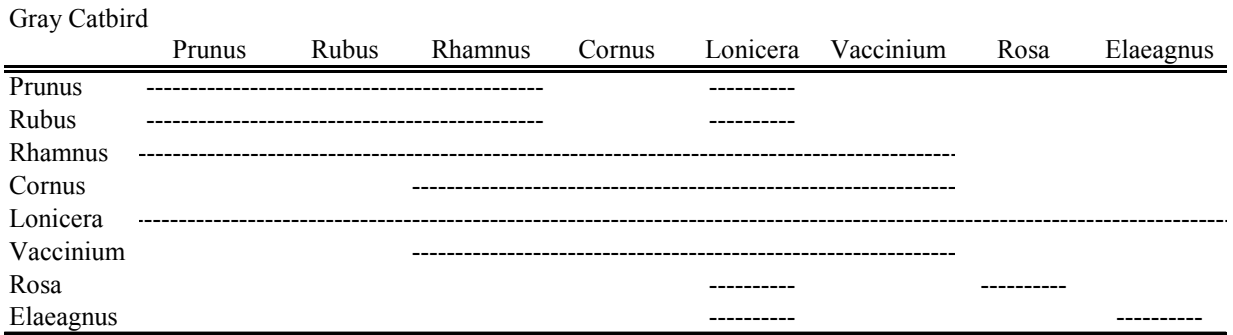 Gray Catbird
Prunus Rubus Rhamnus Cornus Lonicera Vaccinium Rosa Elaeagnus
Prunus ---------------------------------------------- ----------
Rubus ---------------------------------------------- ----------
Rhamnus -----------------------------------------------------------------------------------------------
Cornus ---------------------------------------------------------------
Lonicera -------------------------------------------------------------------------------------------------------------------------------
Vaccinium ---------------------------------------------------------------
Rosa ---------- ----------
Elaeagnus ---------- ----------